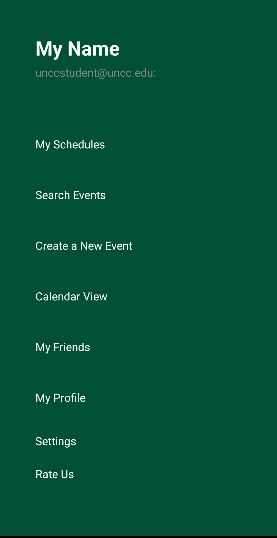 My Name
unccstudent@uncc.edu:
My Schedules
Search Events
Create a New Event
Calendar View
My Friends
My Profile
Settings
Rate Us